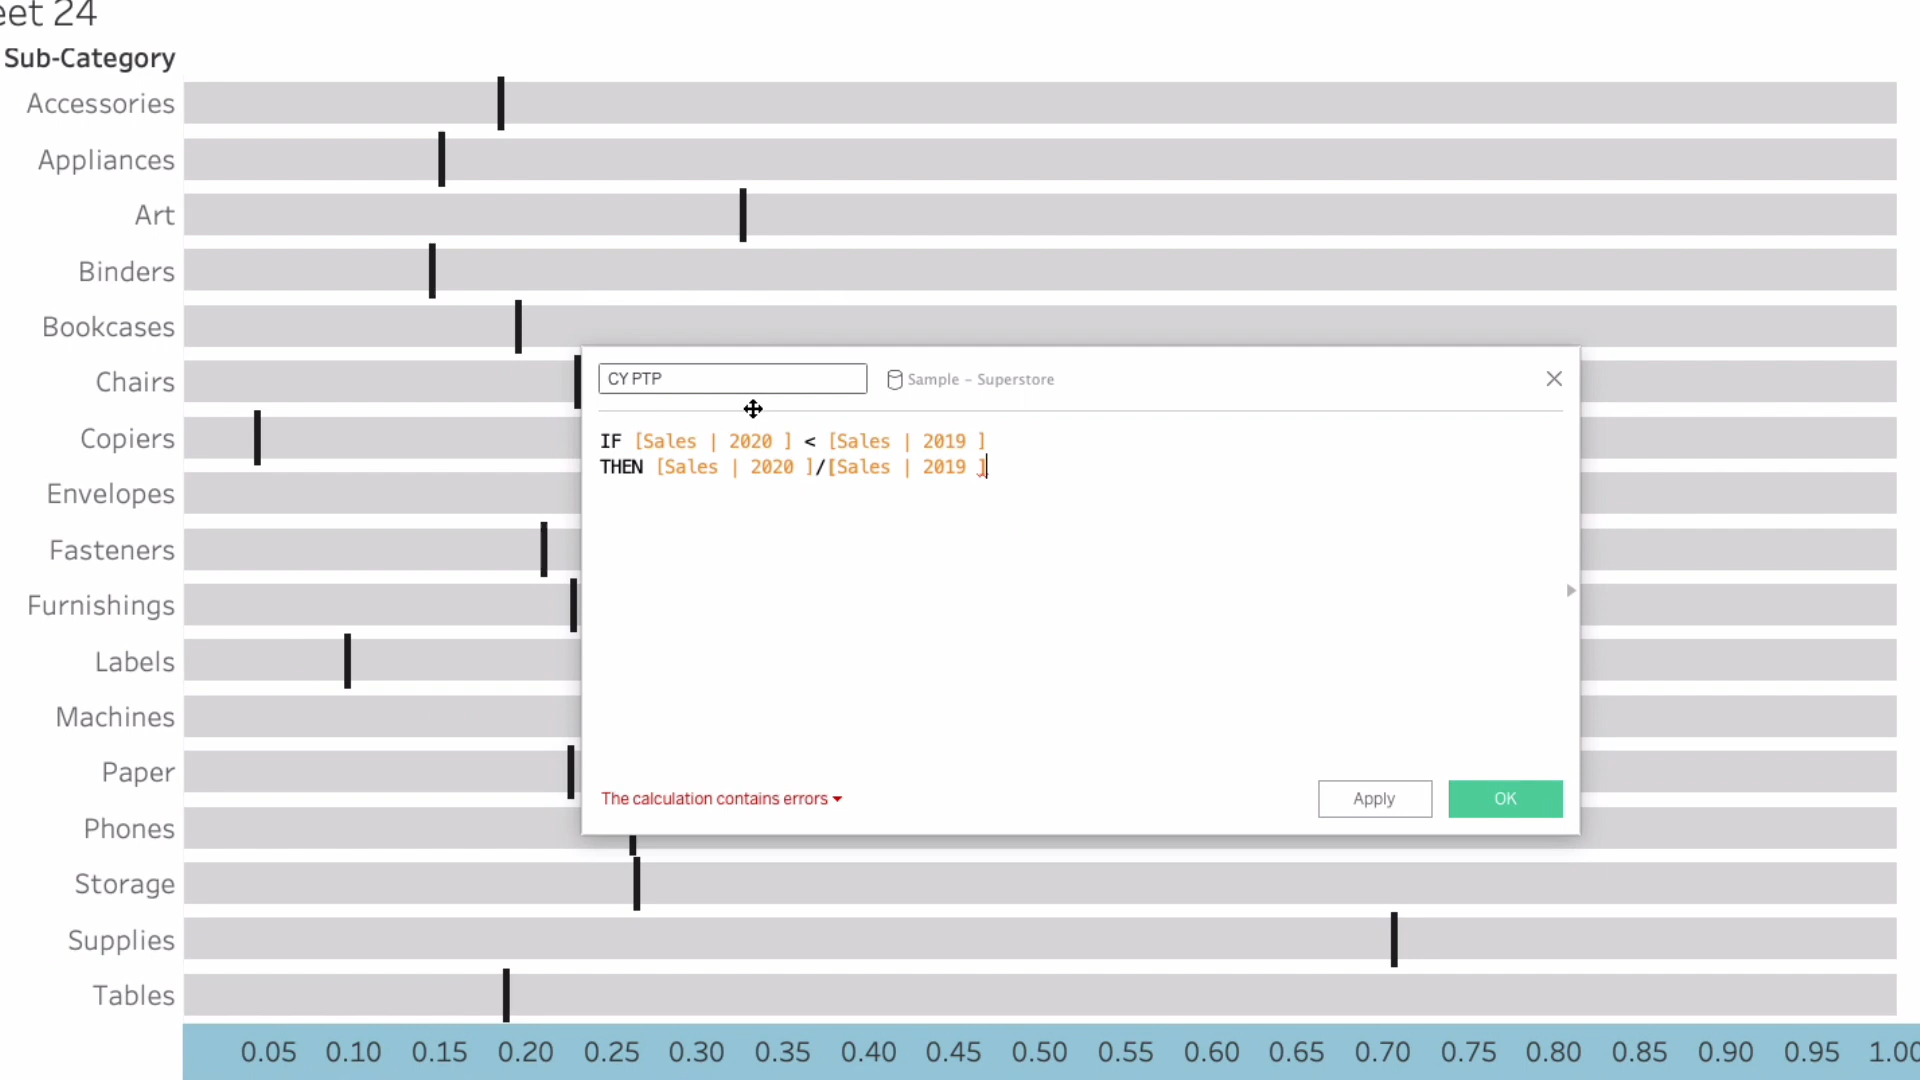 eet 24
Sub-Category
Accessories
Appliances
Art
Binders
Bookcases
Chairs
Copiers
Envelopes
Fasteners
Furnishings
Labels
Machines
Paper
Phones
Storage
Supplies
Tables
CY PTP
Sample - Superstore
IF [Sales | 2020 ] < [Sales | 2019 ]
THEN [Sales | 2020 ]/[Sales | 2019 ]
The calculation contains errors
Apply
OK
0.05 0.10 0.15 0.20 0.25 0.30 0.35 0.40 0.45 0.50 0.55 0.60 0.65 0.70 0.75 0.80 0.85 0.90 0.95 1.00